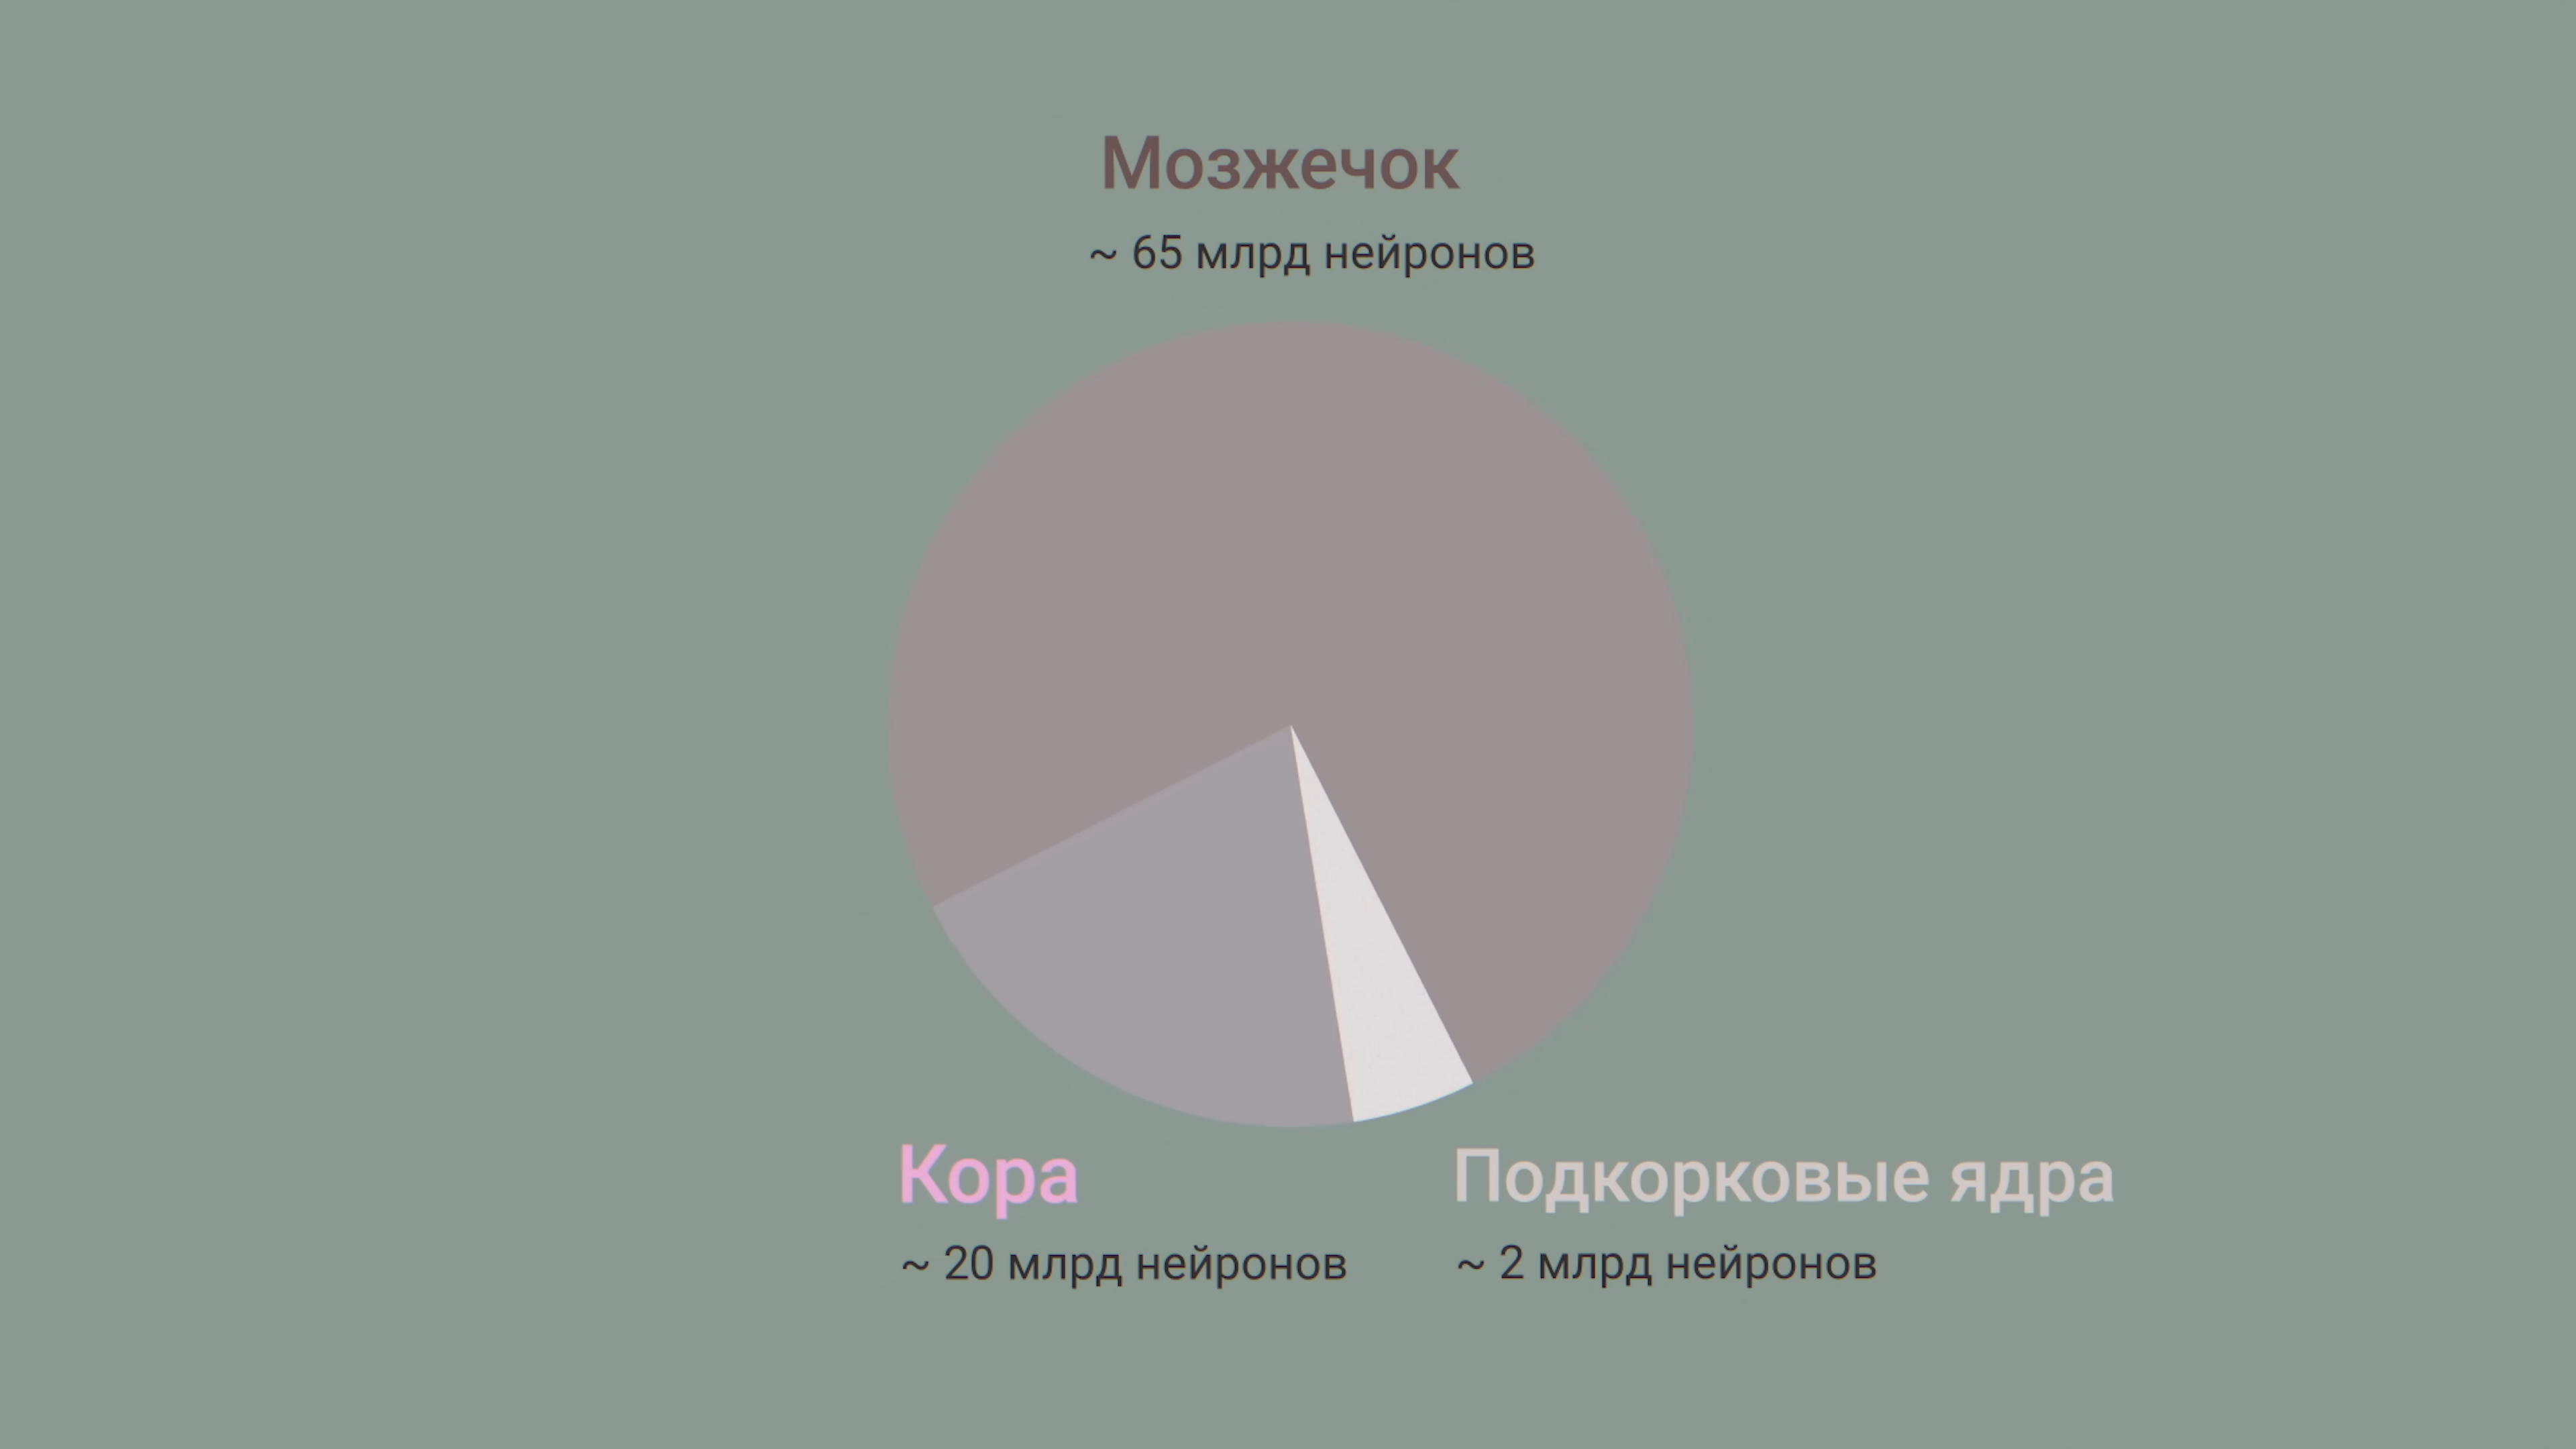 Мозжечок
~ 65 млрд нейронов
Кора
~ 20 млрд нейронов
Подкорковые ядра
~ 2 млрд нейронов